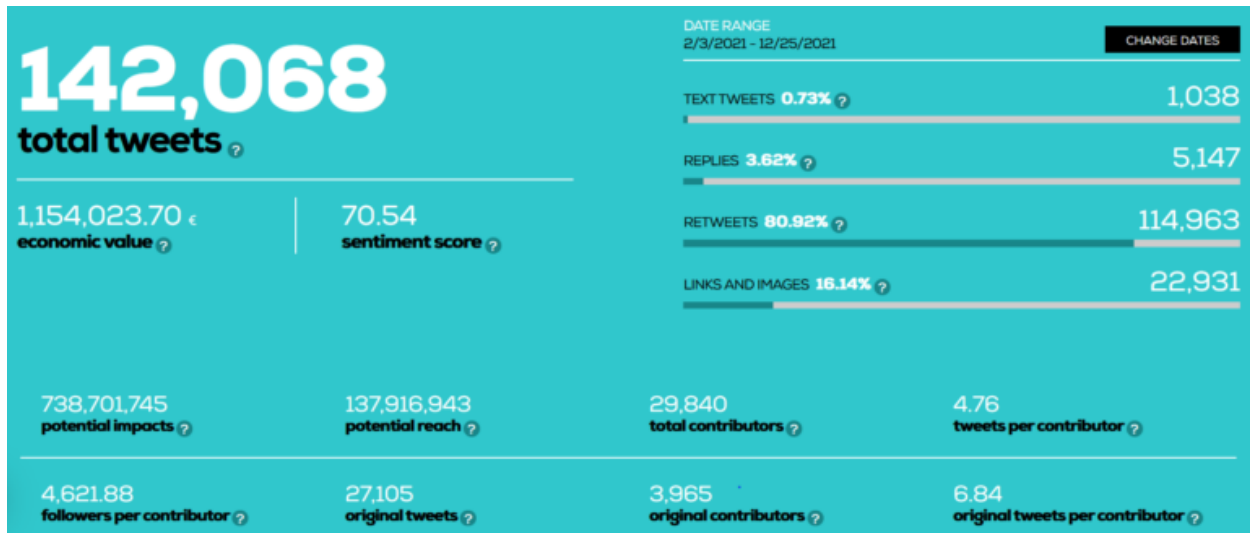 142,068
total tweets ?
1,154,023.70 €
economic value ?
70.54
sentiment score ?
DATE RANGE
2/3/2021 - 12/25/2021
CHANGE DATES
TEXT TWEETS 0.73% ? 1,038
REPLIES 3.62% ? 5,147
RETWEETS 80.92% ? 114,963
LINKS AND IMAGES 16.14% ? 22,931
738,701,745
potential impacts ?
137,916,943
potential reach ?
29,840
total contributors ?
4.76
tweets per contributor ?
4,621.88
followers per contributor ?
27,105
original tweets ?
3,965
original contributors ?
6.84
original tweets per contributor ?